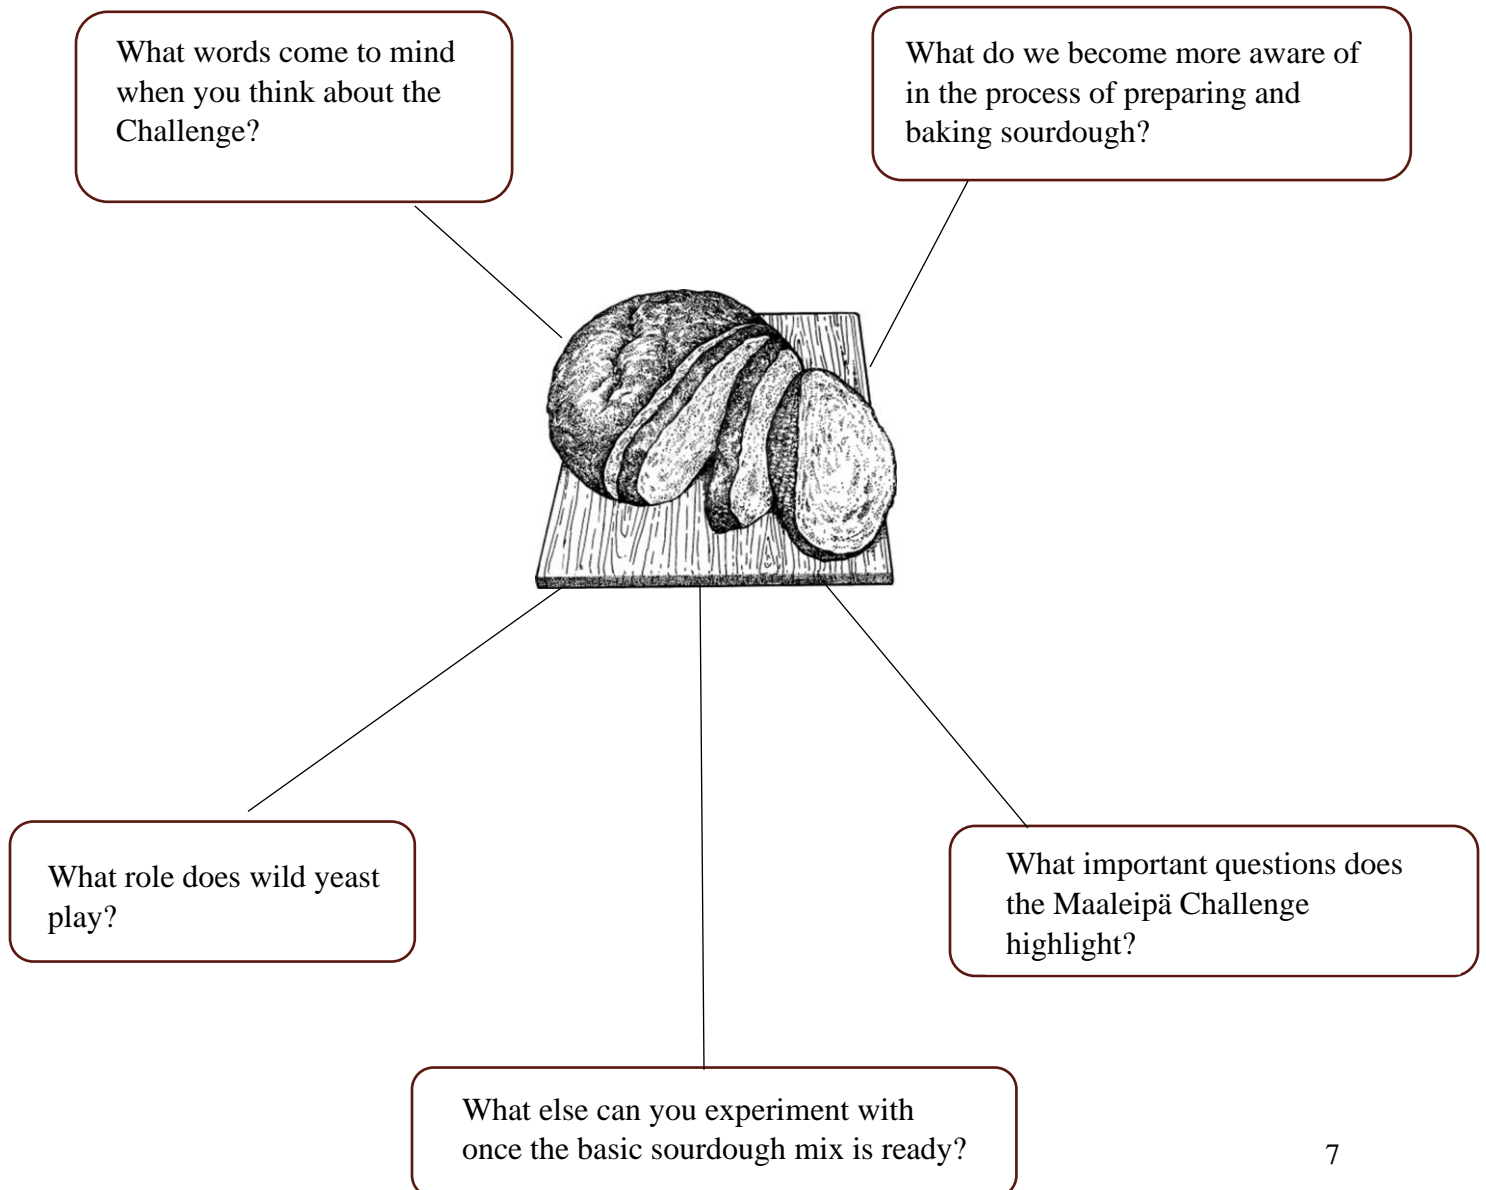 What words come to mind
when you think about the
Challenge?
What do we become more aware of
in the process of preparing and
baking sourdough?
What role does wild yeast
play?
What important questions does
the Maaleipä Challenge
highlight?
What else can you experiment with
once the basic sourdough mix is ready?
7